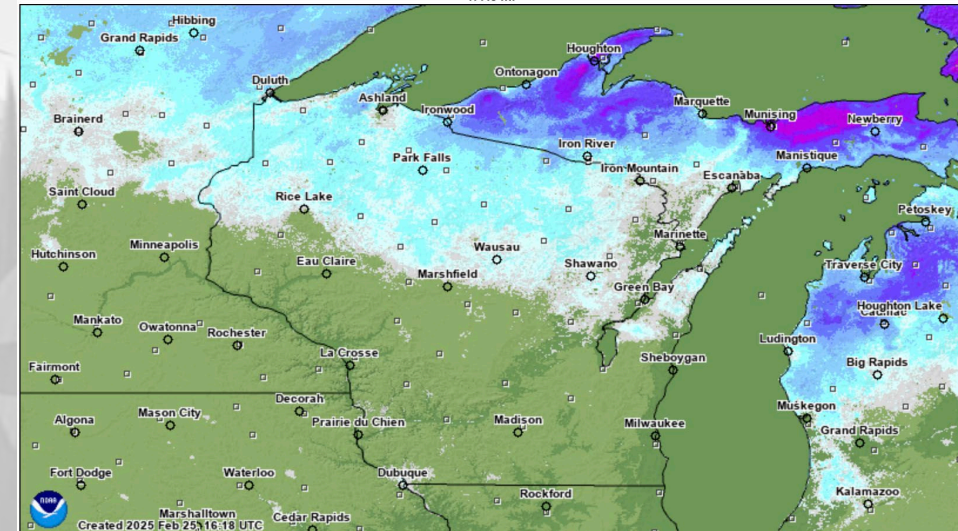 Hibbing
Grand Rapids
Houghton
Duluth
Ontonagon
Ashland
Ironwood
Marquette
Munising
Brainerd
Newberry
Iron River
Park Falls
Manistique
Iron Mountain
Escanaba
Saint Cloud
Rice Lake
Petoskey
Minneapolis
Wausau
Marinette
Hutchinson
Eau Claire
Shawano
Traverse City
Marshfield
Green Bay
Houghton Lake
Cadillac
Mankato
Owatonna
Rochester
Ludington
La Crosse
Sheboygan
Big Rapids
Fairmont
Decorah
Muskegon
Algona
Mason City
Prairie du Chien
Madison
Milwaukee
Grand Rapids
Fort Dodge
Waterloo
Dubuque
Rockford
Kalamazoo
NOAA
Marshalltown
Cedar Rapids
Created 2025 Feb 25, 16:18 UTC